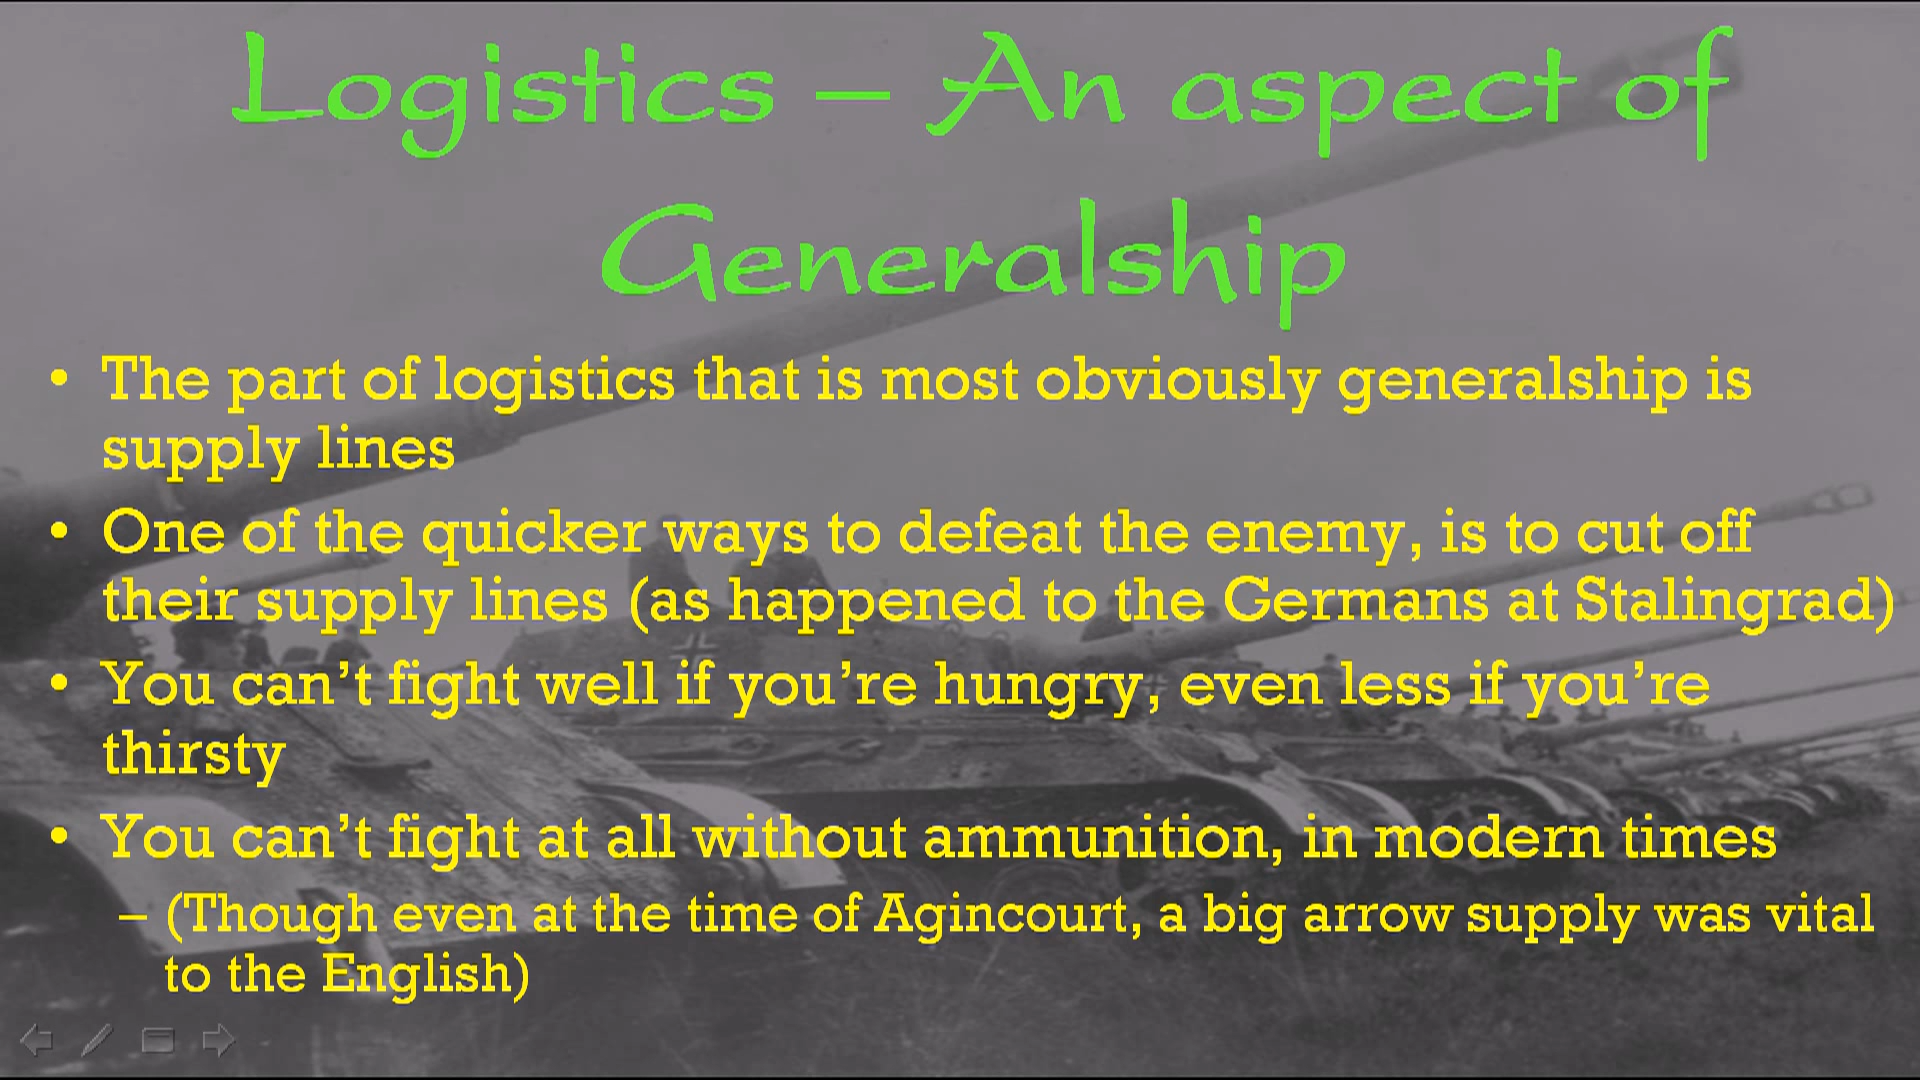 Logistics – An aspect of
Generalship
• The part of logistics that is most obviously generalship is
supply lines
• One of the quicker ways to defeat the enemy, is to cut off
their supply lines (as happened to the Germans at Stalingrad)
• You can’t fight well if you’re hungry, even less if you’re
thirsty
• You can’t fight at all without ammunition, in modern times
– (Though even at the time of Agincourt, a big arrow supply was vital
to the English)